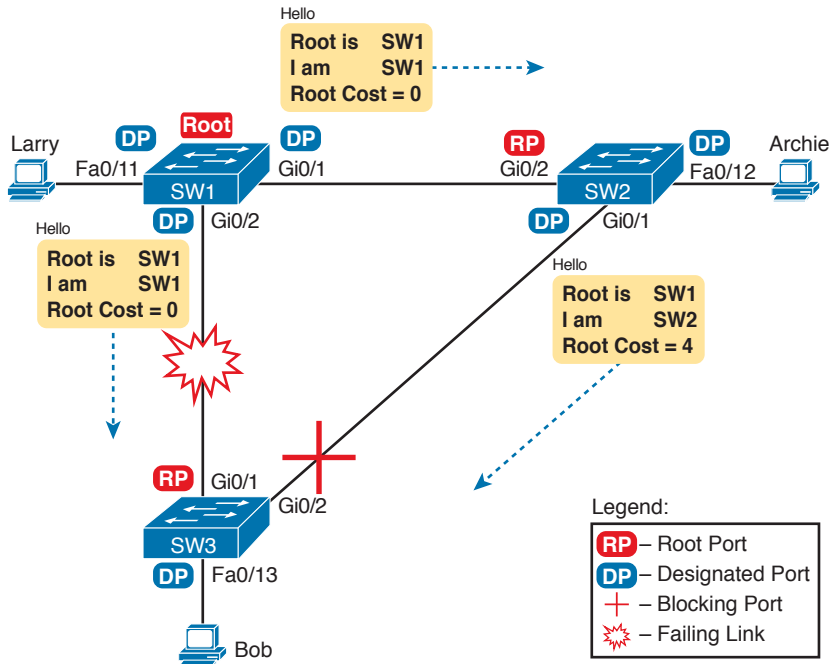 Hello
Root is SW1
I am SW1
Root Cost = 0
Larry
DP
Root
DP
RP
DP
Archie
Fa0/11
SW1
Gi0/1
Gi0/2
SW2
Fa0/12
DP
Gi0/2
DP
Gi0/1
Hello
Root is SW1
I am SW1
Root Cost = 0
Hello
Root is SW1
I am SW2
Root Cost = 4
RP
Gi0/1
Gi0/2
SW3
DP
Fa0/13
Bob
Legend:
RP – Root Port
DP – Designated Port
– Blocking Port
– Failing Link